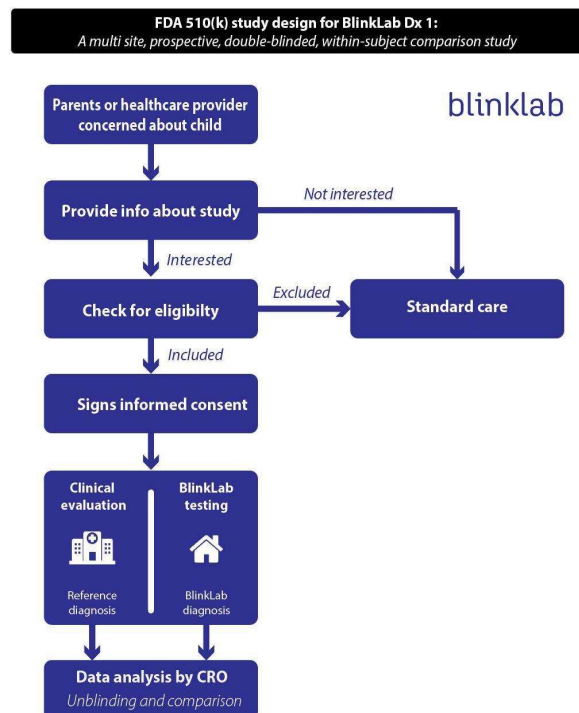 FDA 510(k) study design for BlinkLab Dx 1:
A multi site, prospective, double-blinded, within-subject comparison study
blinklab
Parents or healthcare provider
concerned about child
Not interested
Provide info about study
Interested
Excluded
Check for eligibilty
Standard care
Included
Signs informed consent
Clinical
evaluation
BlinkLab
testing
Reference
diagnosis
BlinkLab
diagnosis
Data analysis by CRO
Unblinding and comparison